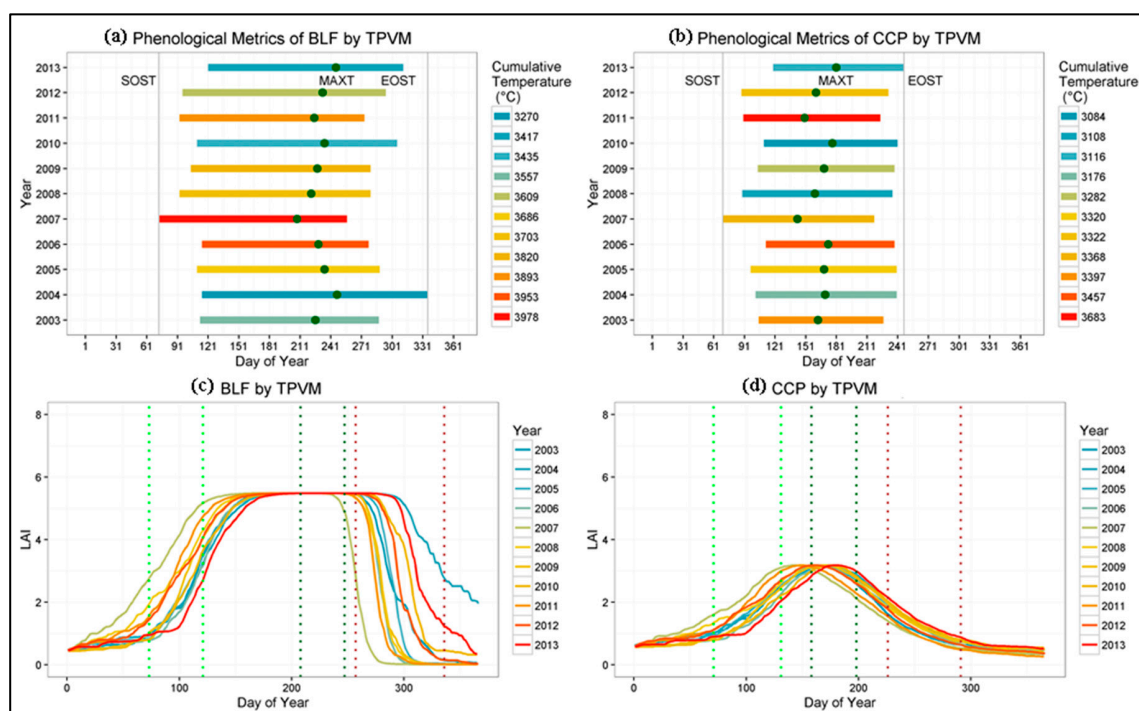 (a) Phenological Metrics of BLF by TPVM
SOST MAXT EOST
Year
2013
2012
2011
2010
2009
2008
2007
2006
2005
2004
2003
1 31 61 91 121 151 181 211 241 271 301 331 361
Day of Year
Cumulative
Temperature
(°C)
3270
3417
3435
3557
3609
3686
3703
3820
3893
3953
3978
(b) Phenological Metrics of CCP by TPVM
SOST MAXT EOST
Year
2013
2012
2011
2010
2009
2008
2007
2006
2005
2004
2003
1 31 61 91 121 151 181 211 241 271 301 331 361
Day of Year
Cumulative
Temperature
(°C)
3084
3108
3116
3176
3282
3320
3322
3368
3397
3457
3683
(c) BLF by TPVM
LAI
8
6
4
2
0
0 100 200 300
Day of Year
Year
2003
2004
2005
2006
2007
2008
2009
2010
2011
2012
2013
(d) CCP by TPVM
LAI
8
6
4
2
0
0 100 200 300
Day of Year
Year
2003
2004
2005
2006
2007
2008
2009
2010
2011
2012
2013